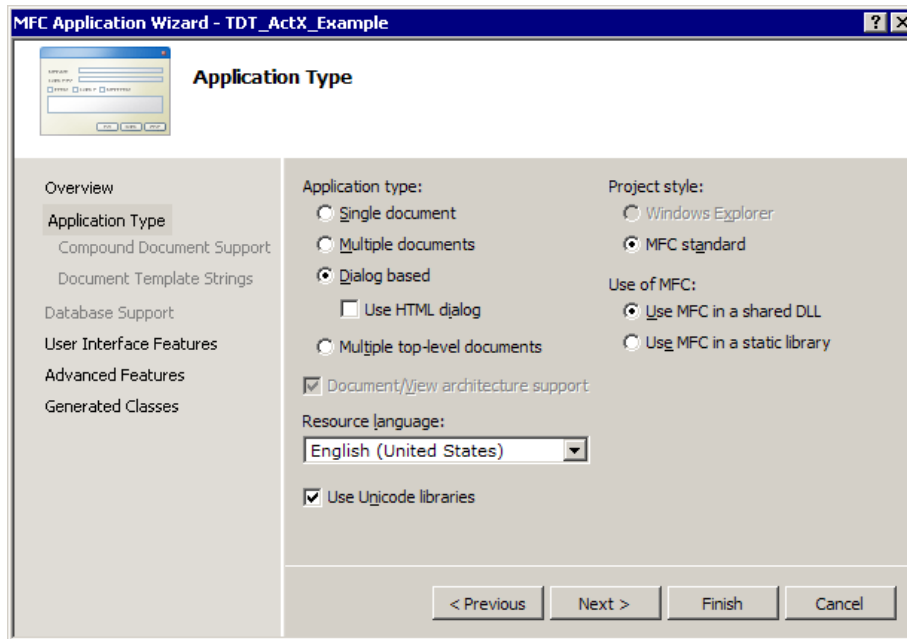 MFC Application Wizard - TDT_ActX_Example
Application Type
Overview
Application Type
Compound Document Support
Document Template Strings
Database Support
User Interface Features
Advanced Features
Generated Classes
Application type:
Single document
Multiple documents
Dialog based
Use HTML dialog
Multiple top-level documents
Document/View architecture support
Resource language:
English (United States)
Use Unicode libraries
Project style:
Windows Explorer
MFC standard
Use of MFC:
Use MFC in a shared DLL
Use MFC in a static library
< Previous
Next >
Finish
Cancel